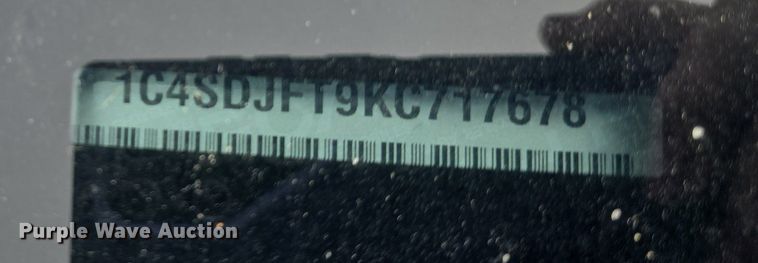 1C4SDJFT9KC717678
Purple Wave Auction